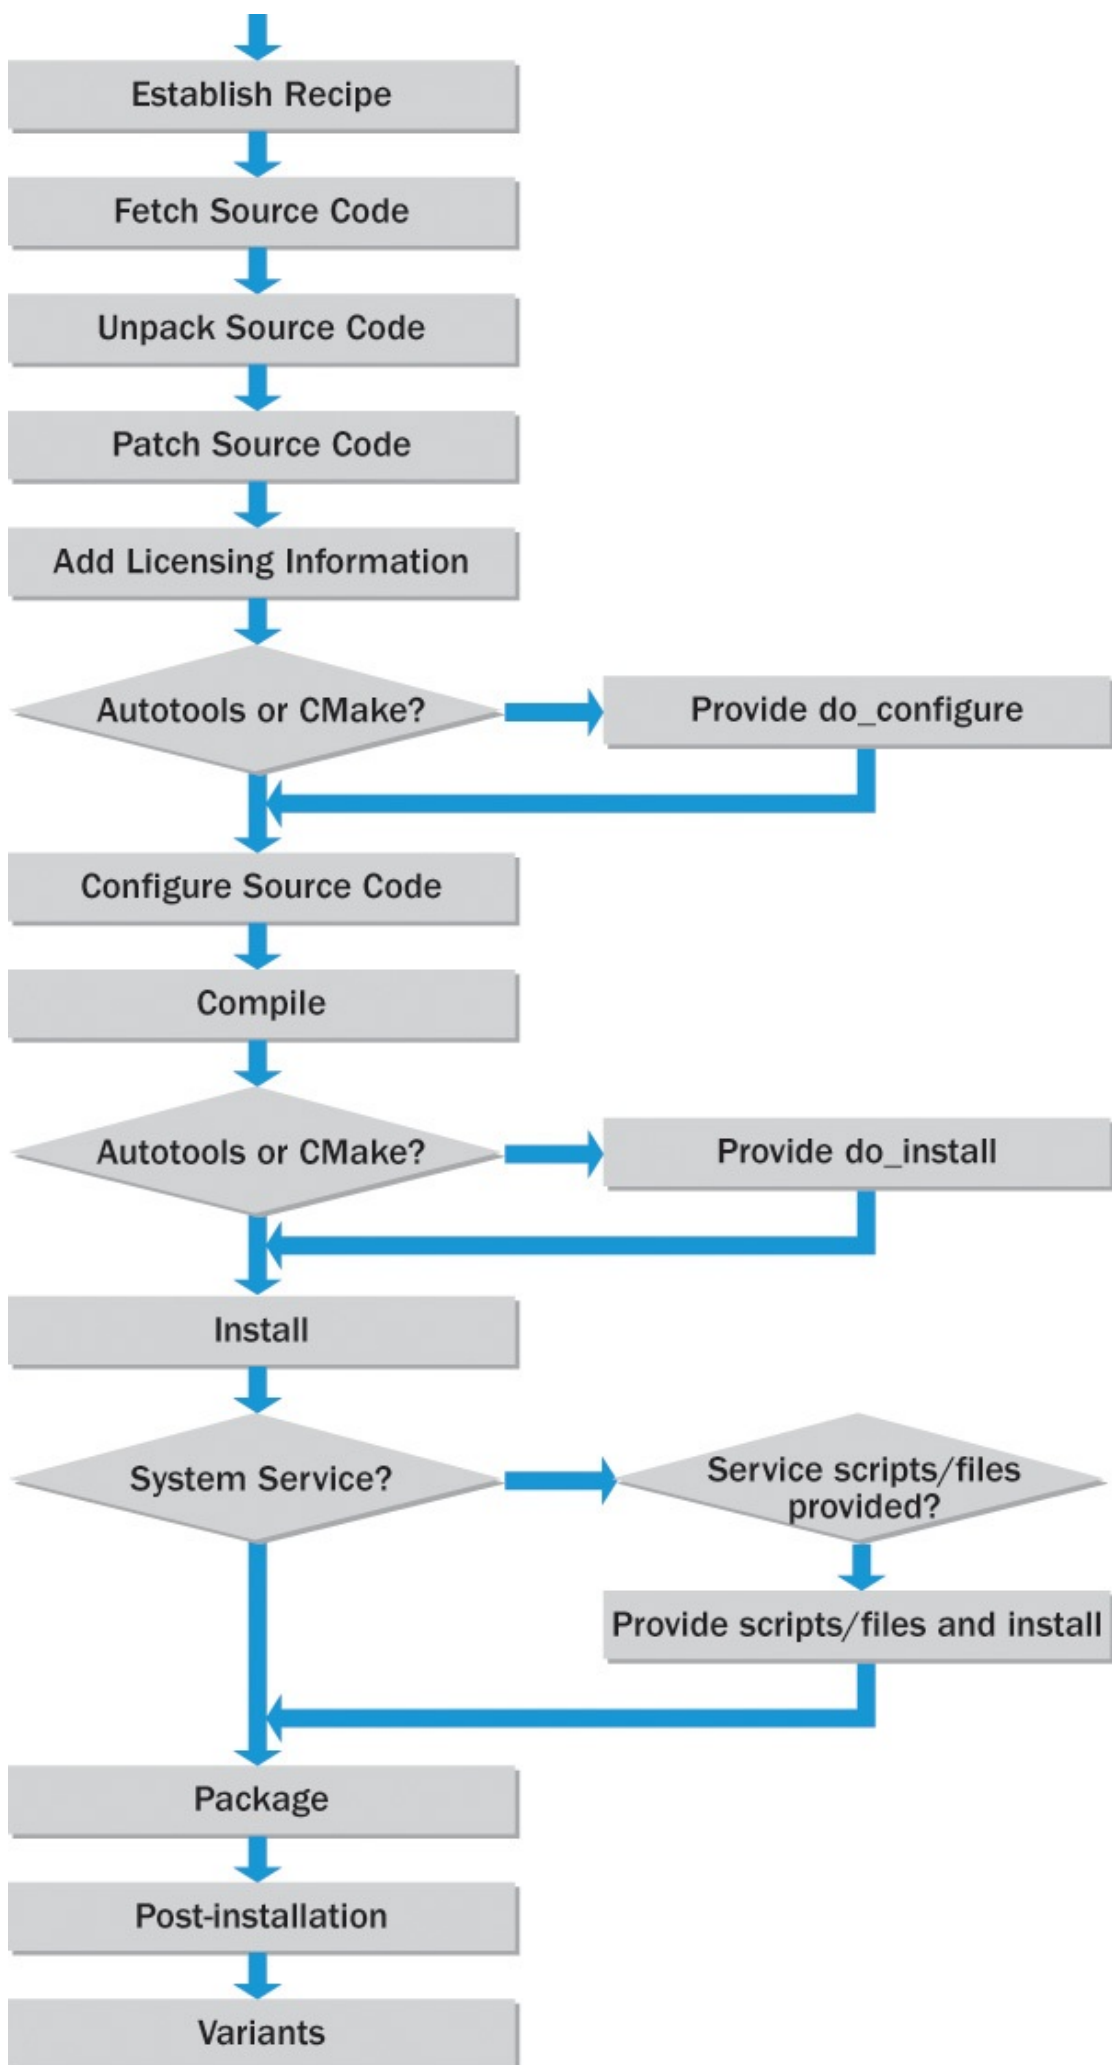 Establish Recipe
Fetch Source Code
Unpack Source Code
Patch Source Code
Add Licensing Information
Autotools or CMake?
Provide do_configure
Configure Source Code
Compile
Autotools or CMake?
Provide do_install
Install
System Service?
Service scripts/files
provided?
Provide scripts/files and install
Package
Post-installation
Variants